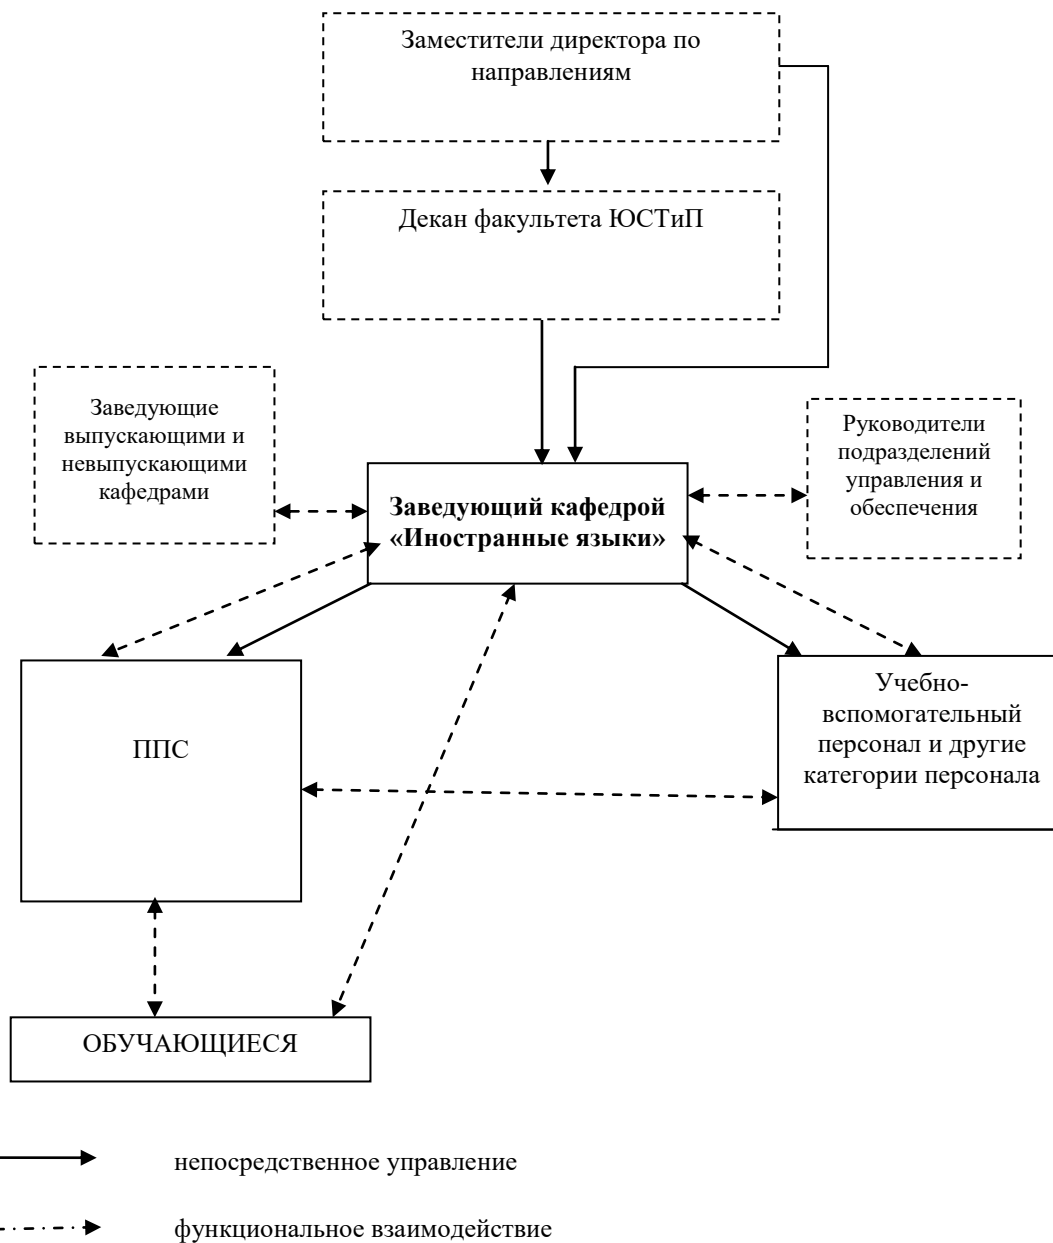 Заместители директора по
направлениям
Декан факультета ЮСТиП
Заведующие
выпускающими и
невыпускающими
кафедрами
Руководители
подразделений
управления и
обеспечения
Заведующий кафедрой
«Иностранные языки»
ППС
Учебно-
вспомогательный
персонал и другие
категории персонала
ОБУЧАЮЩИЕСЯ
непосредственное управление
функциональное взаимодействие